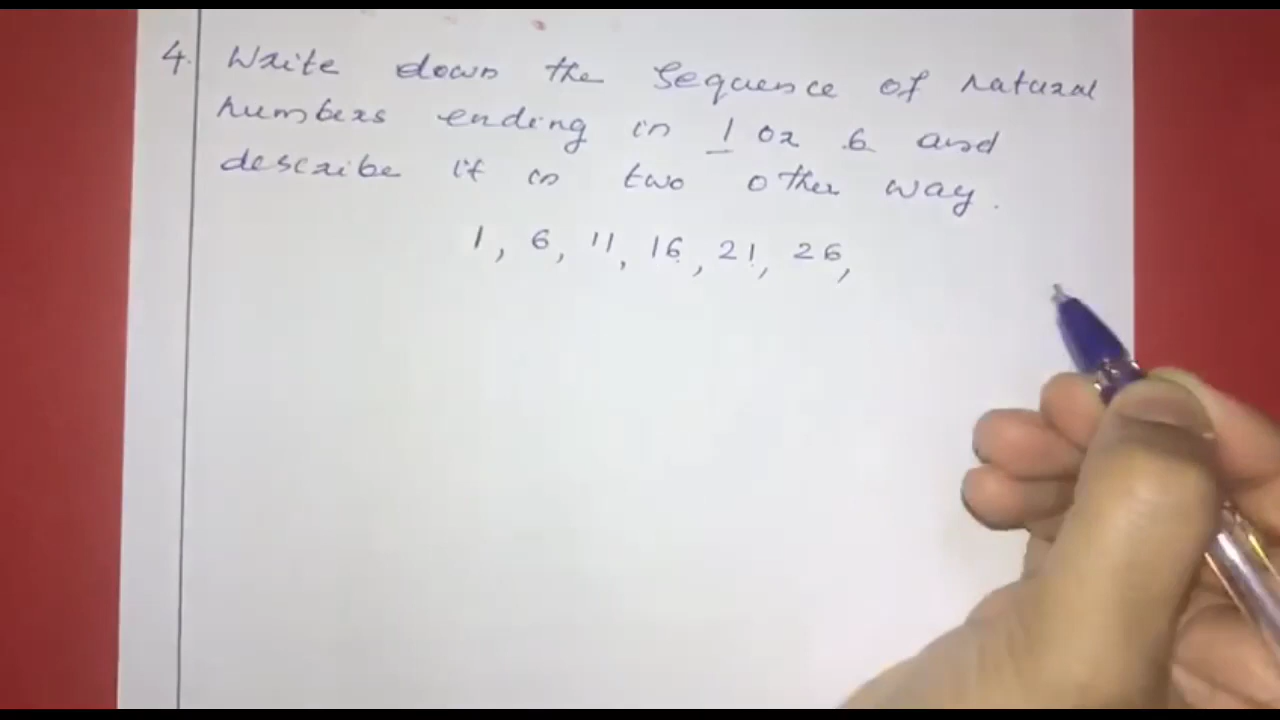 4. Write down the sequence of natural
numbers ending in 1 or 6 and
describe it in two other way.
1, 6, 11, 16, 21, 26,